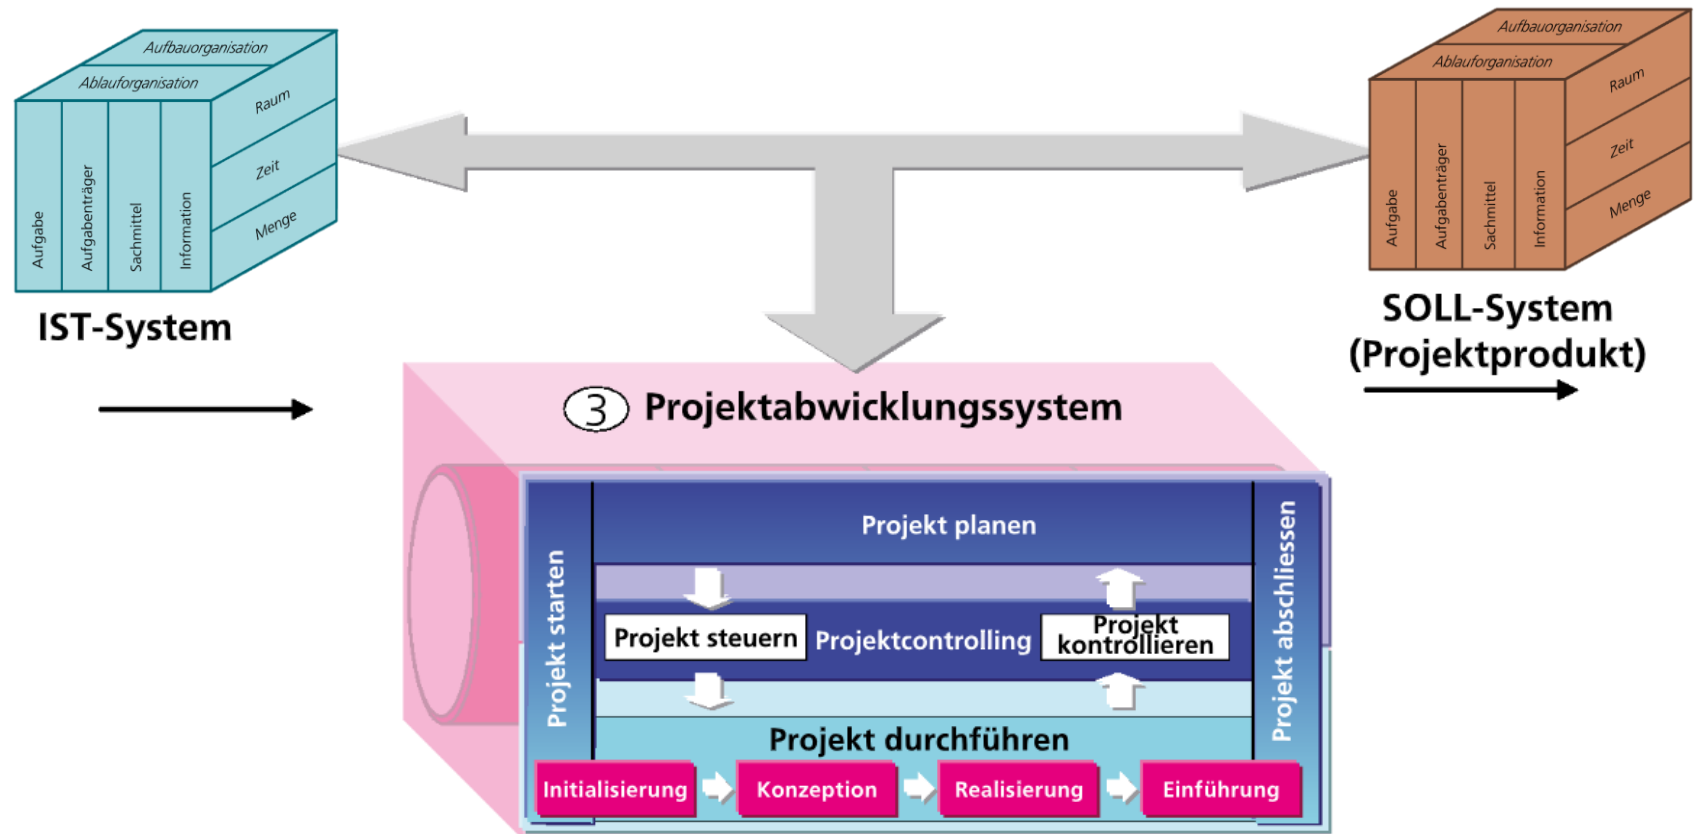 Aufbauorganisation
Ablauforganisation
Raum
Zeit
Menge
Aufgabe
Aufgabenträger
Sachmittel
Information
IST-System
Aufbauorganisation
Ablauforganisation
Raum
Zeit
Menge
Aufgabe
Aufgabenträger
Sachmittel
Information
SOLL-System
(Projektprodukt)
3 Projektabwicklungssystem
Projekt starten
Projekt planen
Projekt steuern
Projektcontrolling
Projekt
kontrollieren
Projekt abschliessen
Projekt durchführen
Initialisierung
Konzeption
Realisierung
Einführung